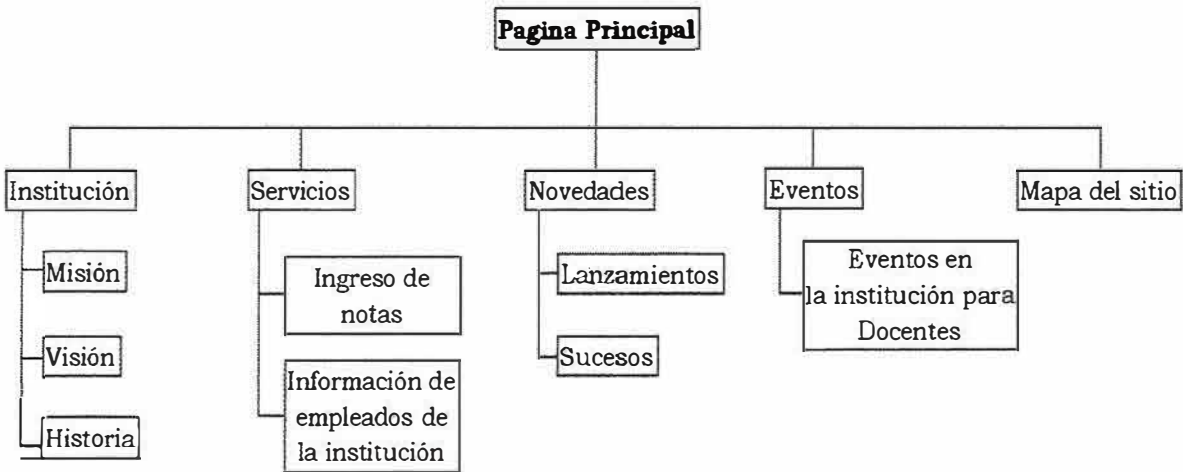 Pagina Principal
Institución
Servicios
Novedades
Eventos
Mapa del sitio
Misión
Visión
Historia
Ingreso de
notas
Información de
empleados de
la institución
Lanzamientos
Sucesos
Eventos en
la institución para
Docentes